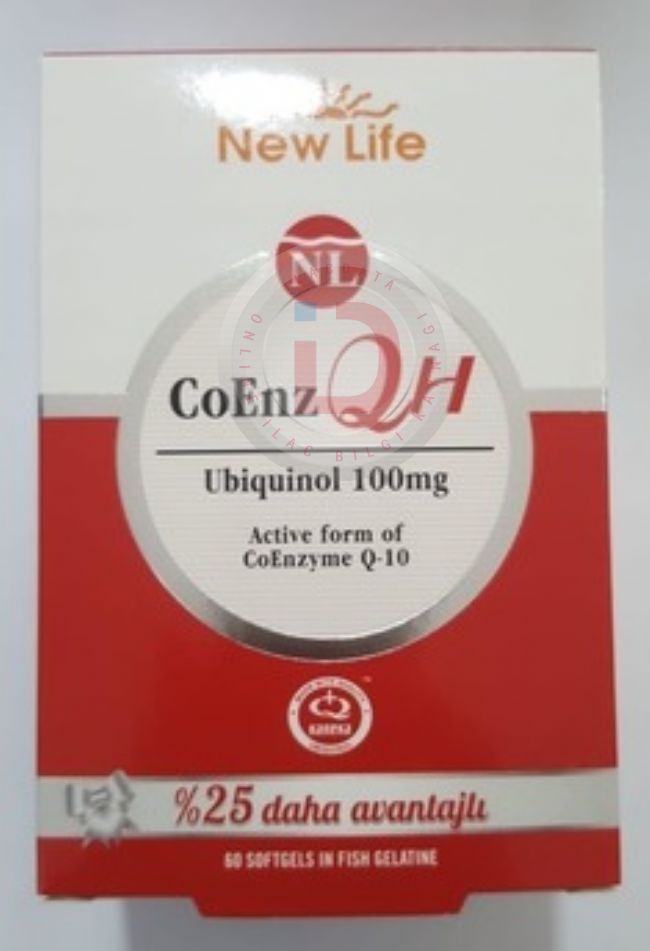 New Life
NL
CoEnz QH
Ubiquinol 100mg
Active form of
CoEnzyme Q-10
%25 daha avantajlı
60 SOFTGELS IN FISH GELATINE